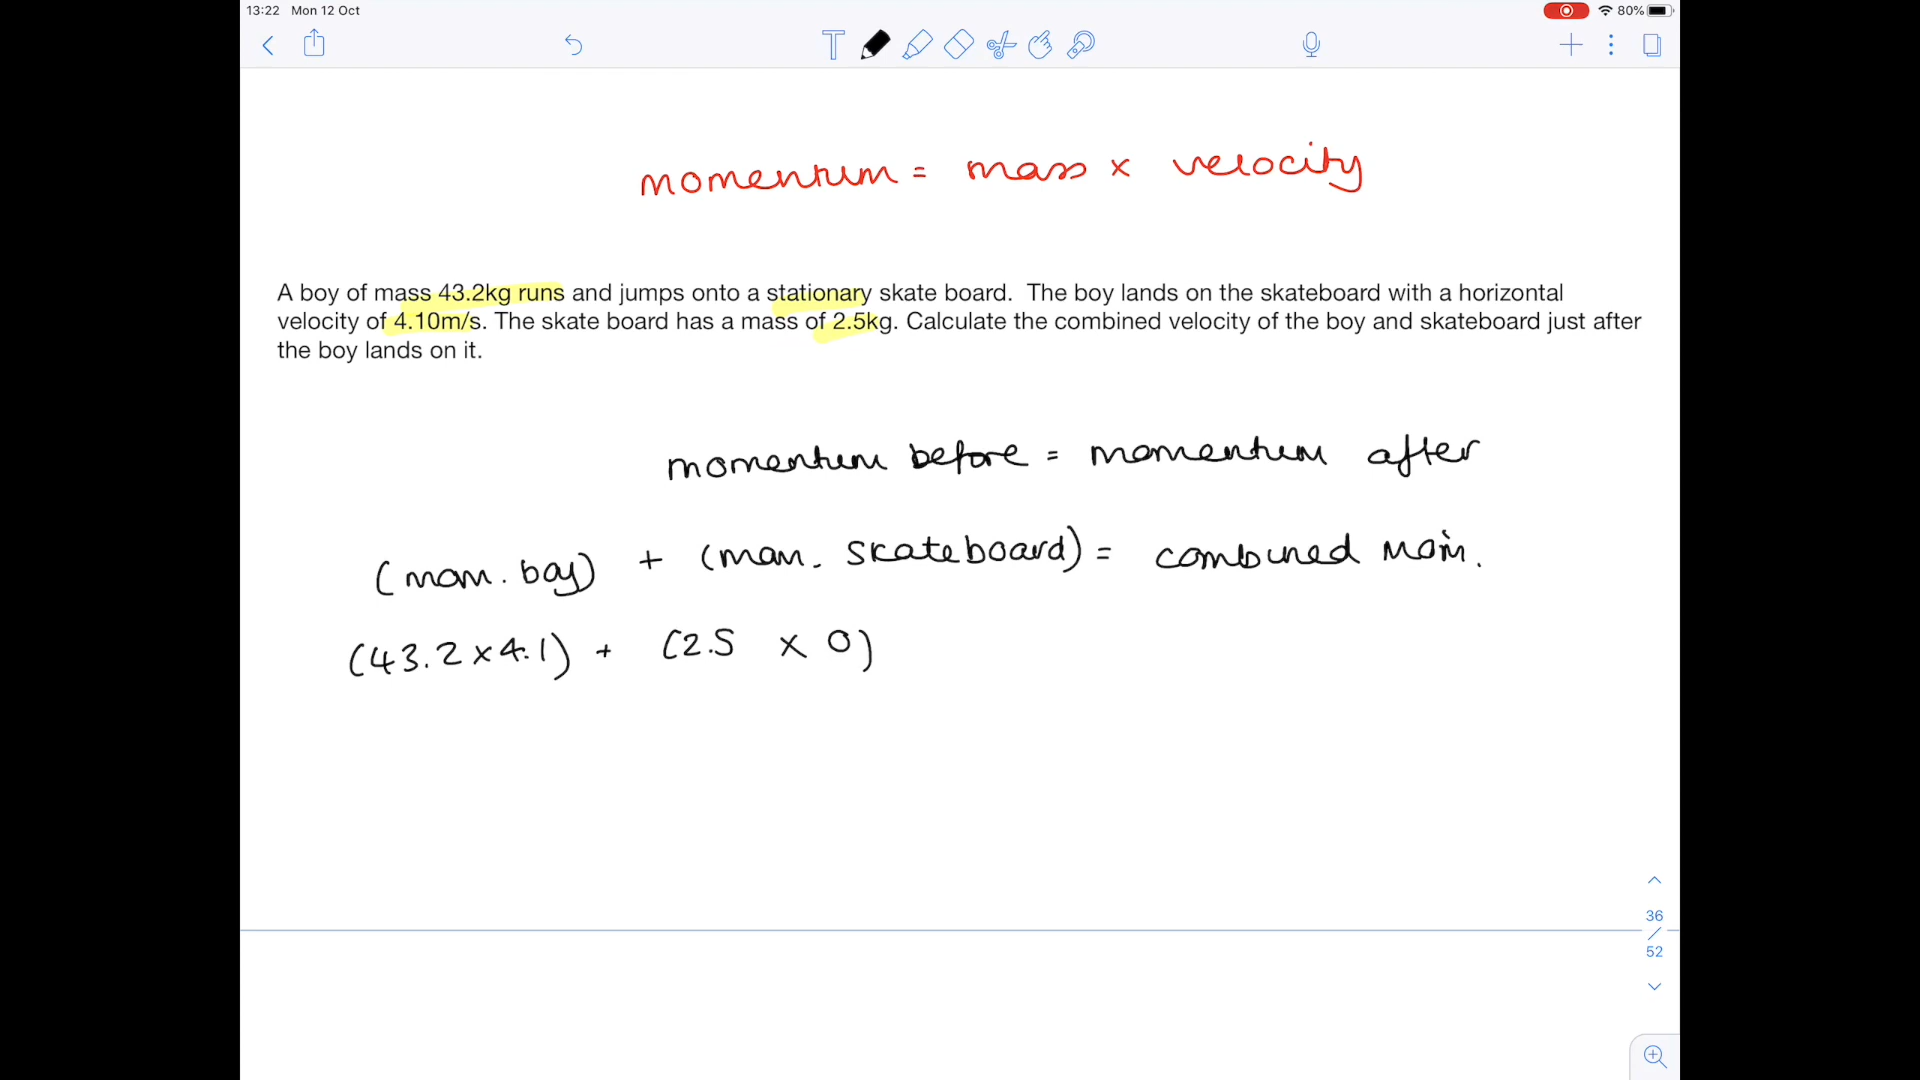 13:22 Mon 12 Oct
80%
momentum = mass x velocity
A boy of mass 43.2kg runs and jumps onto a stationary skate board. The boy lands on the skateboard with a horizontal
velocity of 4.10m/s. The skate board has a mass of 2.5kg. Calculate the combined velocity of the boy and skateboard just after
the boy lands on it.
momentum before = momentum after
(mom. boy) + (mom. skateboard) = combined mom.
(43.2 x 4.1) + (2.5 x 0)
36
/
52